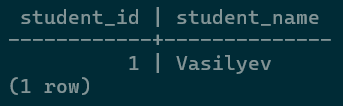 student_id | student_name
------------+--------------
          1 | Vasilyev
(1 row)